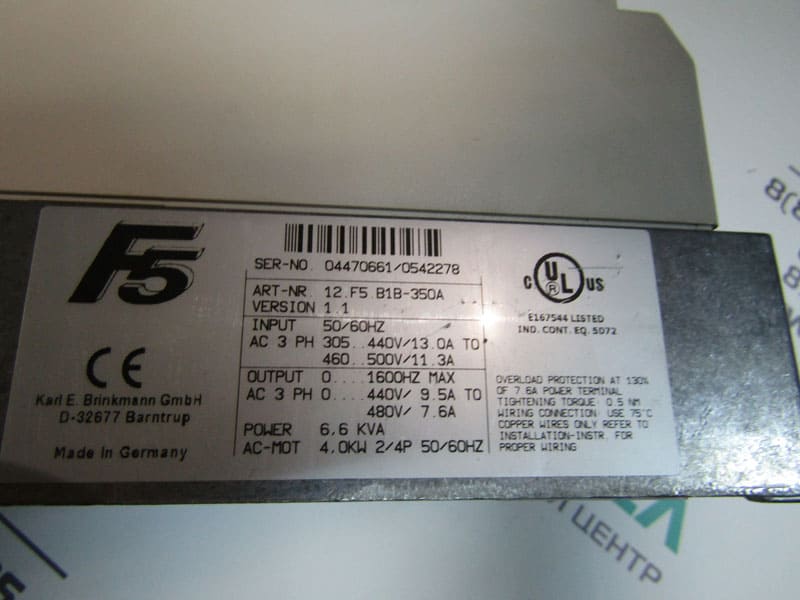 F5
SER-NO. 04470661/0542278
ART-NR. 12.F5.B1B-350A
VERSION 1.1
INPUT 50/60HZ
AC 3 PH 305..440V/13.0A TO
460..500V/11.3A
OUTPUT 0....1600HZ MAX
AC 3 PH 0....440V/ 9.5A TO
480V/ 7.6A
POWER 6,6 KVA
AC-MOT 4.0KW 2/4P 50/60HZ
CE
Karl E. Brinkmann GmbH
D-32677 Barntrup
Made In Germany
C UL US
R
E167544 LISTED
IND. CONT. EQ. 5D72
OVERLOAD PROTECTION AT 130%
OF 7.6A POWER TERMINAL
TIGHTENING TORQUE: 0.5 NM
WIRING CONNECTION: USE 75°C
COPPER WIRES ONLY REFER TO
INSTALLATION-INSTR. FOR
PROPER WIRING
8(8
ЦЕНТР